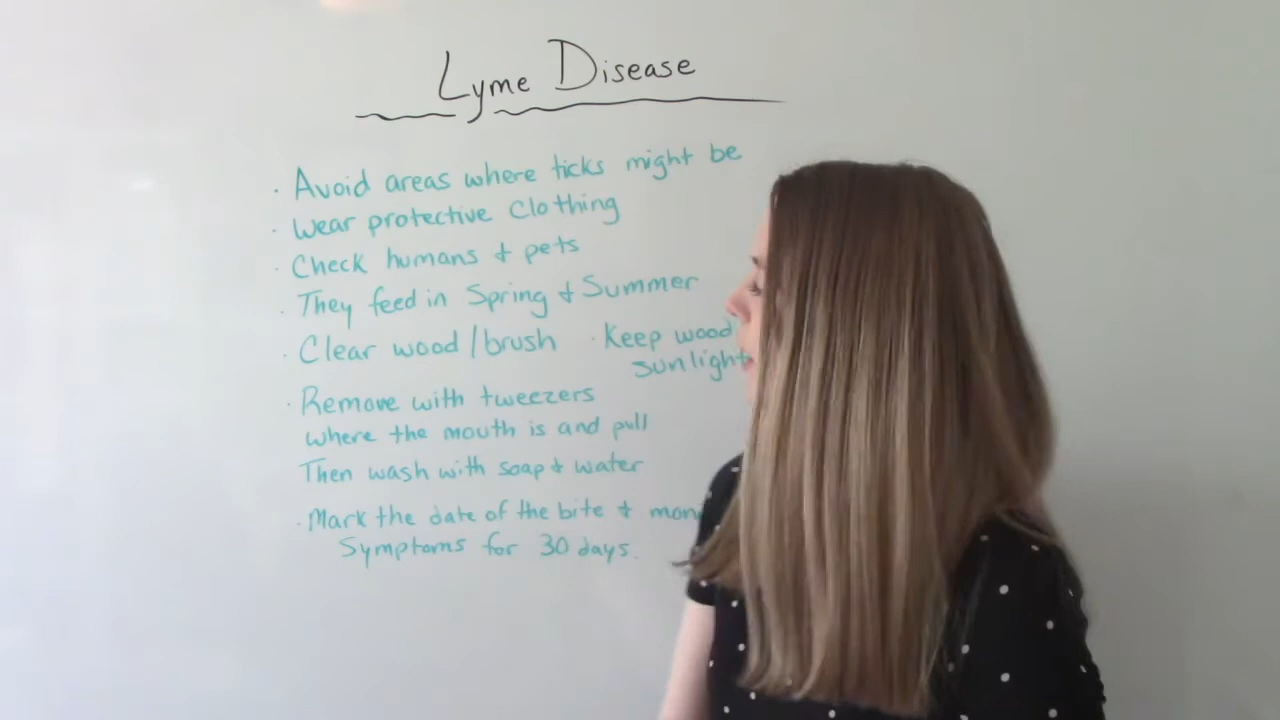 Lyme Disease
· Avoid areas where ticks might be
· Wear protective Clothing
· Check humans & pets
· They feed in Spring & Summer
· Clear wood/brush · Keep wood
sunlight
· Remove with tweezers
where the mouth is and pull
Then wash with soap & water
· Mark the date of the bite &
Symptoms for 30 days.